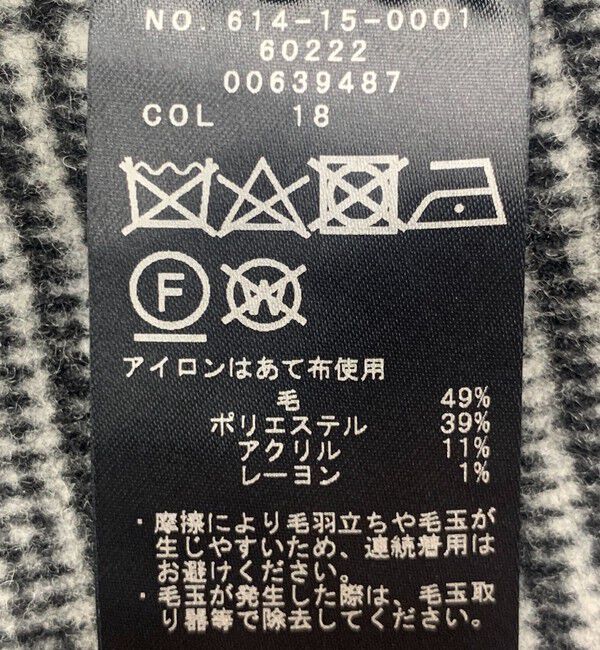 NO. 614-15-0001
60222
00639487
COL 18
F
W
アイロンはあて布使用
毛 49%
ポリエステル 39%
アクリル 11%
レーヨン 1%
・摩擦により毛羽立ちや毛玉が
生じやすいため、連続着用は
お避けください。
・毛玉が発生した際は、毛玉取
り器等で除去してください。